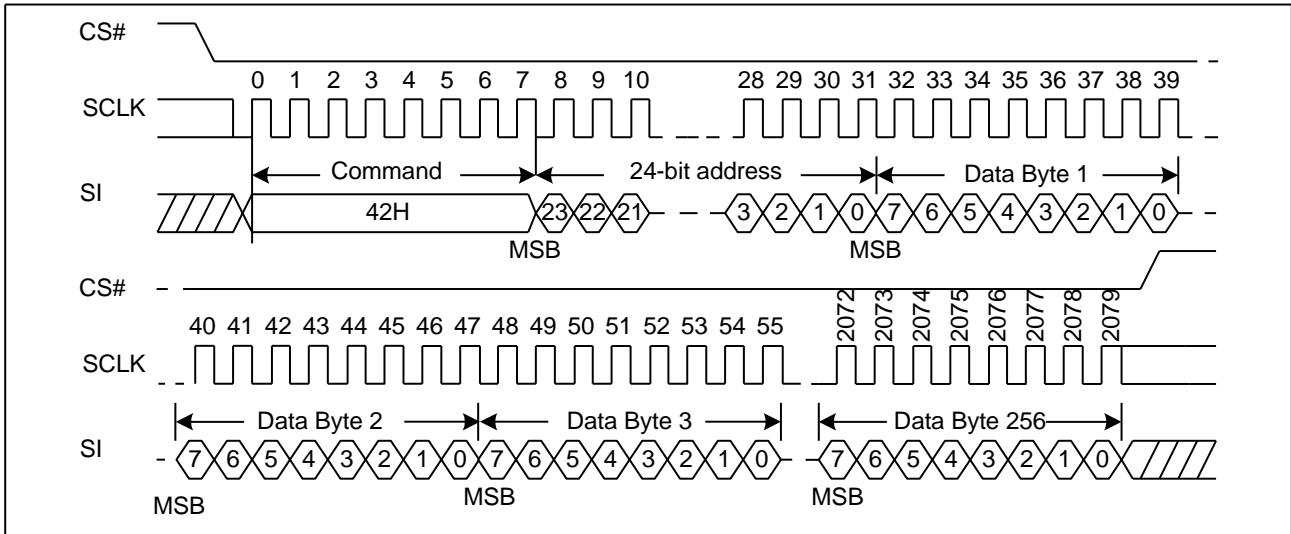 CS#
0 1 2 3 4 5 6 7 8 9 10 28 29 30 31 32 33 34 35 36 37 38 39
SCLK
Command 24-bit address Data Byte 1
SI
42H 23 22 21 3 2 1 0 7 6 5 4 3 2 1 0
MSB MSB
CS#
2072 2073 2074 2075 2076 2077 2078 2079
40 41 42 43 44 45 46 47 48 49 50 51 52 53 54 55
SCLK
Data Byte 2 Data Byte 3 Data Byte 256
SI
7 6 5 4 3 2 1 0 7 6 5 4 3 2 1 0 7 6 5 4 3 2 1 0
MSB MSB MSB